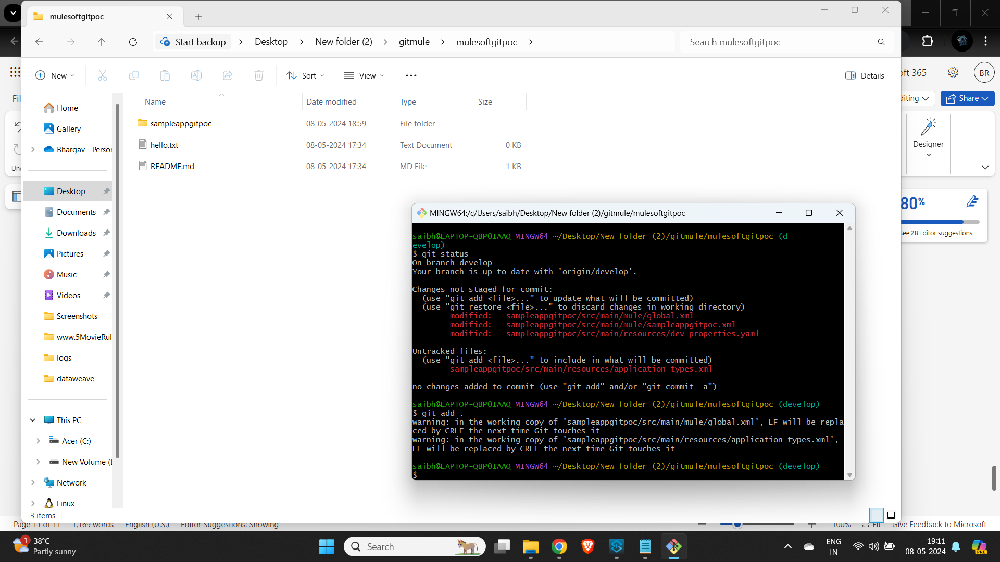 mulesoftgitpoc
Start backup
Desktop
New folder (2)
gitmule
mulesoftgitpoc
Search mulesoftgitpoc
New
Sort
View
Details
oft 365
BR
Fil
diting
Share
Name
Date modified
Type
Size
sampleappgitpoc
08-05-2024 18:59
File folder
hello.txt
08-05-2024 17:34
Text Document
0 KB
README.md
08-05-2024 17:34
MD File
1 KB
Home
Gallery
Bhargav - Persor
Desktop
Documents
Downloads
Pictures
Music
Videos
Screenshots
www.5MovieRul
logs
dataweave
This PC
Acer (C:)
New Volume (
Network
Linux
3 items
Unc
Designer
80%
See 28 Editor suggestions
MINGW64:/c/Users/saibh/Desktop/New folder (2)/gitmule/mulesoftgitpoc
saibh@LAPTOP-QBP0IAAQ MINGW64 ~/Desktop/New folder (2)/gitmule/mulesoftgitpoc (d
evelop)
$ git status
On branch develop
Your branch is up to date with 'origin/develop'.
Changes not staged for commit:
(use "git add <file>..." to update what will be committed)
(use "git restore <file>..." to discard changes in working directory)
modified:   sampleappgitpoc/src/main/mule/global.xml
modified:   sampleappgitpoc/src/main/mule/sampleappgitpoc.xml
modified:   sampleappgitpoc/src/main/resources/dev-properties.yaml
Untracked files:
(use "git add <file>..." to include in what will be committed)
sampleappgitpoc/src/main/resources/application-types.xml
no changes added to commit (use "git add" and/or "git commit -a")
saibh@LAPTOP-QBP0IAAQ MINGW64 ~/Desktop/New folder (2)/gitmule/mulesoftgitpoc (develop)
$ git add .
warning: in the working copy of 'sampleappgitpoc/src/main/mule/global.xml', LF will be repla
ced by CRLF the next time Git touches it
warning: in the working copy of 'sampleappgitpoc/src/main/resources/application-types.xml',
LF will be replaced by CRLF the next time Git touches it
saibh@LAPTOP-QBP0IAAQ MINGW64 ~/Desktop/New folder (2)/gitmule/mulesoftgitpoc (develop)
$
Page 11 of 11
1,169 words
English (U.S.)
Editor Suggestions: Showing
100%
Fit
Give Feedback to Microsoft
1
38°C
Partly sunny
Search
ENG
IN
19:11
08-05-2024
PRE